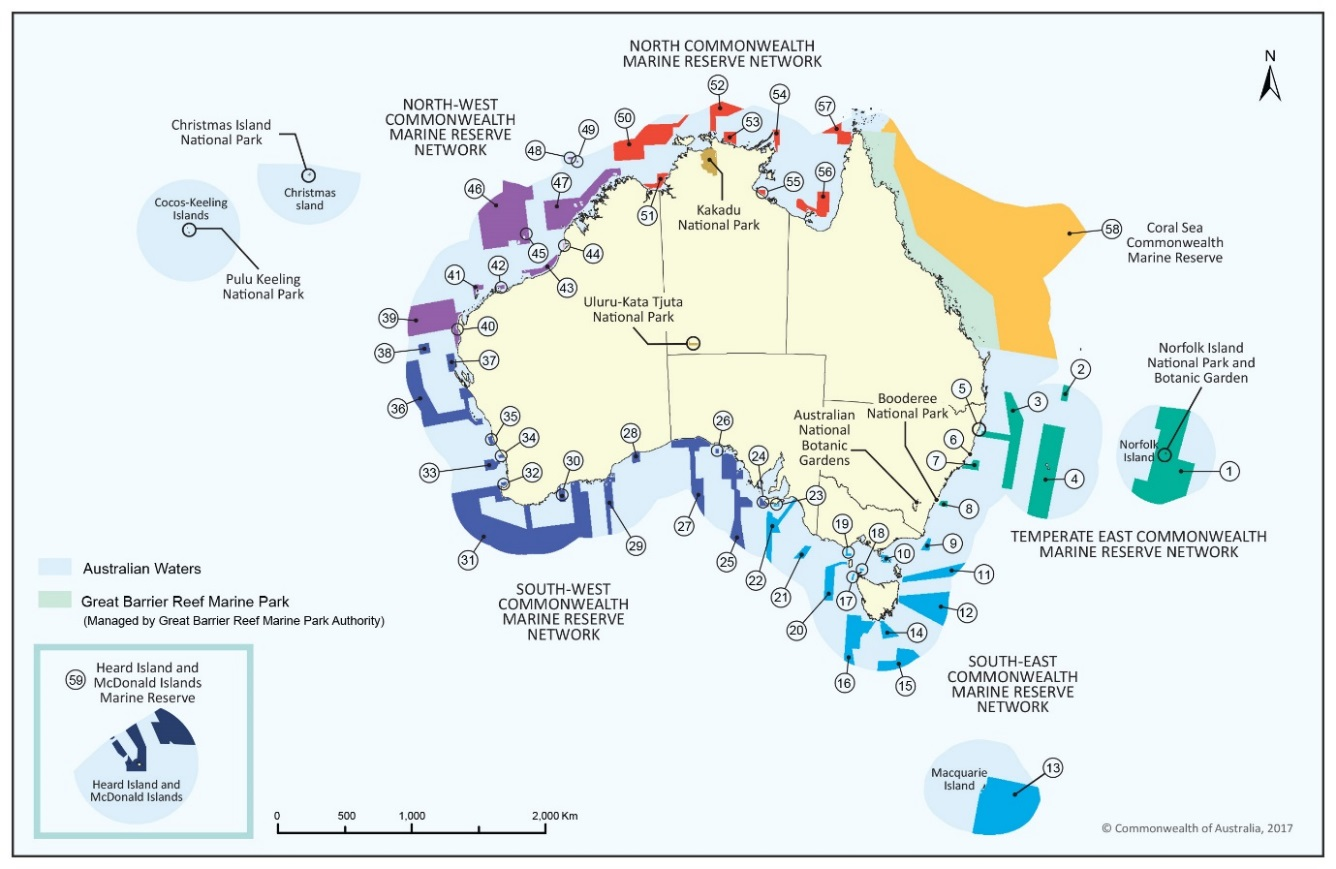 NORTH COMMONWEALTH
MARINE RESERVE NETWORK
N
NORTH-WEST
COMMONWEALTH
MARINE RESERVE
NETWORK
Christmas Island
National Park
Christmas
sland
Cocos-Keeling
Islands
Pulu Keeling
National Park
52
54
57
50
53
49
48
46
47
51
55
56
Kakadu
National Park
58
Coral Sea
Commonwealth
Marine Reserve
45
44
42
41
43
Uluru-Kata Tjuta
National Park
39
40
38
37
36
Norfolk Island
National Park and
Botanic Garden
2
5
3
Booderee
National Park
Australian
National
Botanic
Gardens
35
34
33
32
30
28
26
24
23
6
7
4
Norfolk
Island
1
8
31
29
27
25
22
21
19
18
10
9
TEMPERATE EAST COMMONWEALTH
MARINE RESERVE NETWORK
11
12
17
20
14
16
15
SOUTH-WEST
COMMONWEALTH
MARINE RESERVE
NETWORK
SOUTH-EAST
COMMONWEALTH
MARINE RESERVE
NETWORK
Australian Waters
Great Barrier Reef Marine Park
(Managed by Great Barrier Reef Marine Park Authority)
59
Heard Island and
McDonald Islands
Marine Reserve
Heard Island and
McDonald Islands
Macquarie
Island
13
0 500 1,000 2,000 Km
© Commonwealth of Australia, 2017